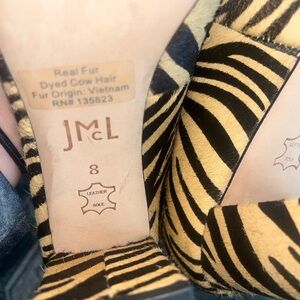 Real Fur
Dyed Cow Hair
Fur Origin: Vietnam
RN# 135823
JMcL
8
LEATHER
SOLE